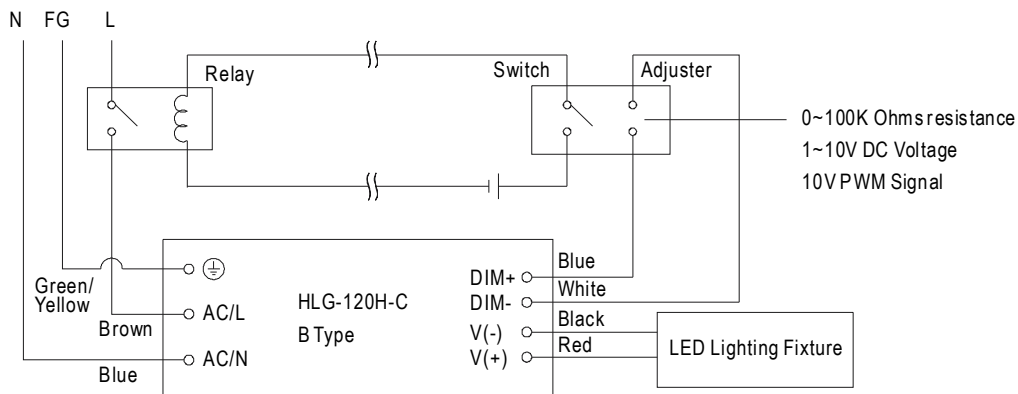 N FG L
Relay
Switch
Adjuster
0~100K Ohms resistance
1~10V DC Voltage
10V PWM Signal
Green/
Yellow
Brown
Blue
AC/L
AC/N
HLG-120H-C
B Type
DIM+
DIM-
V(-)
V(+)
Blue
White
Black
Red
LED Lighting Fixture